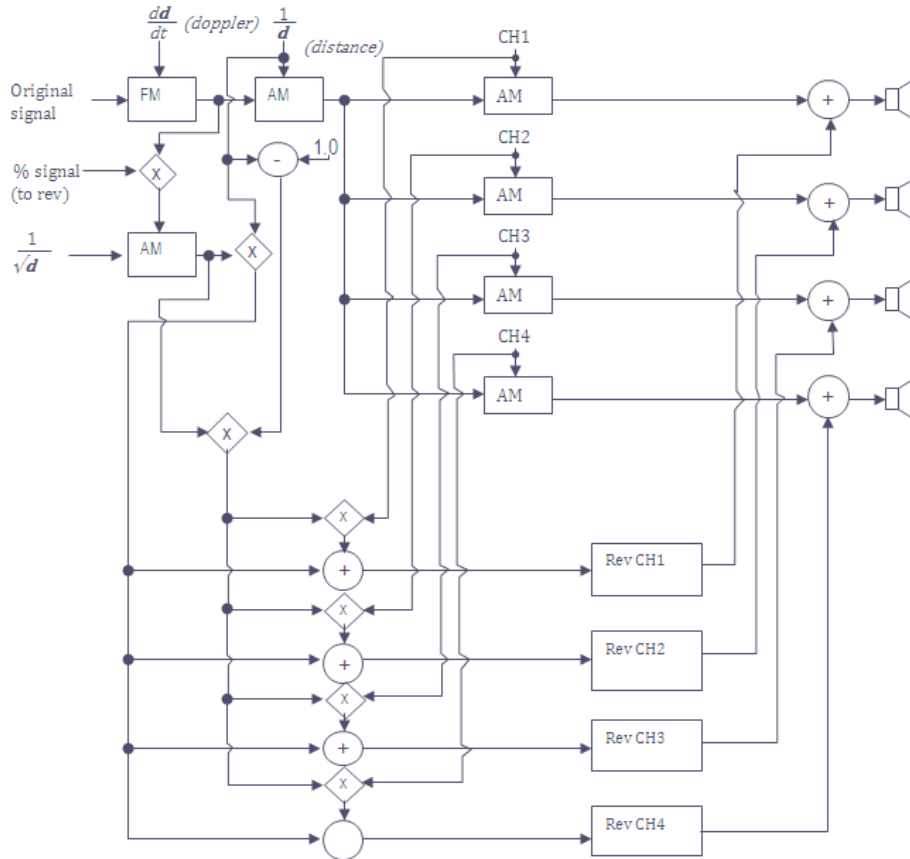 dd/dt (doppler) 1/d (distance)
CH1
Original signal
FM
AM
AM
+
CH2
1.0
-
% signal (to rev)
X
AM
+
CH3
1/√d
AM
X
AM
+
CH4
AM
+
X
X
+
Rev CH1
X
+
Rev CH2
X
+
Rev CH3
X
Rev CH4